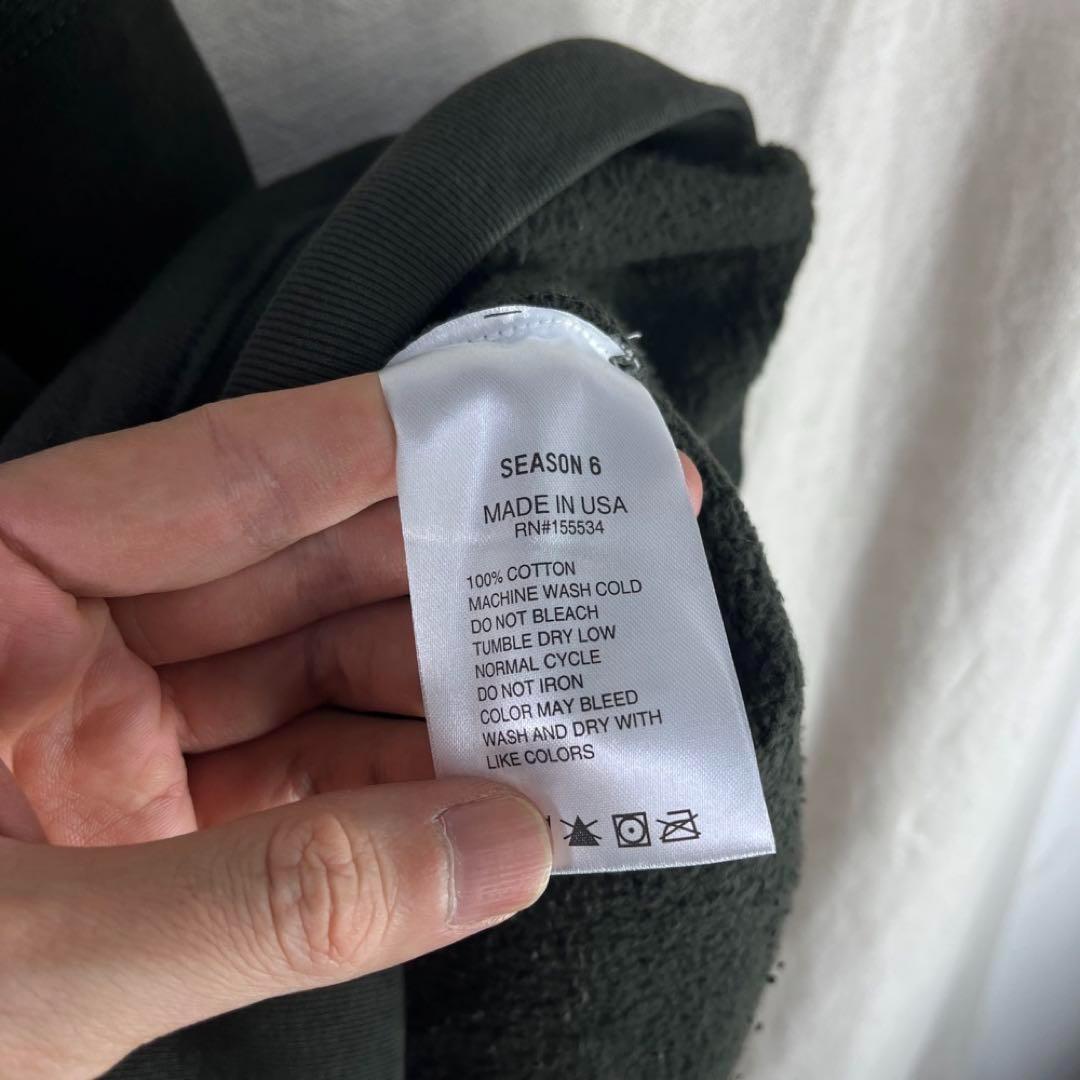 SEASON 6
MADE IN USA
RN#155534
100% COTTON
MACHINE WASH COLD
DO NOT BLEACH
TUMBLE DRY LOW
NORMAL CYCLE
DO NOT IRON
COLOR MAY BLEED
WASH AND DRY WITH
LIKE COLORS